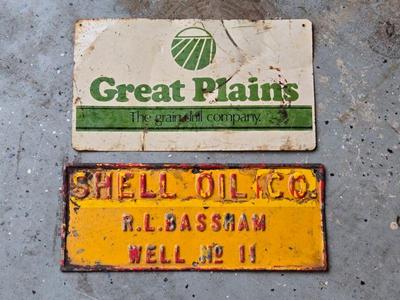 Great Plains
The grain drill company.
SHELL OIL CO.
R.L.BASSHAM
WELL Nº 11